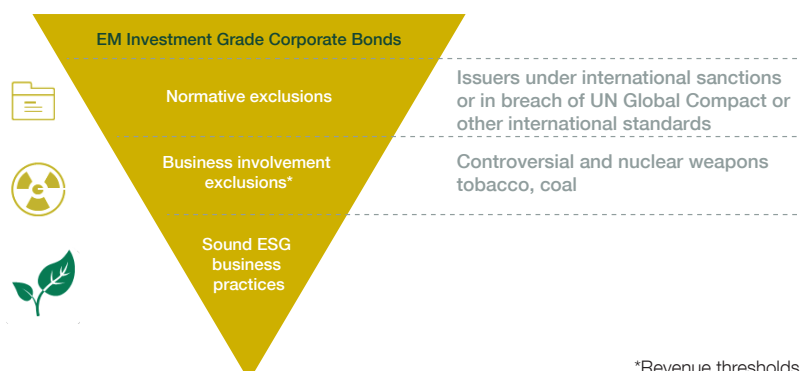 EM Investment Grade Corporate Bonds
Normative exclusions
Issuers under international sanctions
or in breach of UN Global Compact or
other international standards
Business involvement
exclusions*
Controversial and nuclear weapons
tobacco, coal
Sound ESG
business
practices
*Revenue thresholds